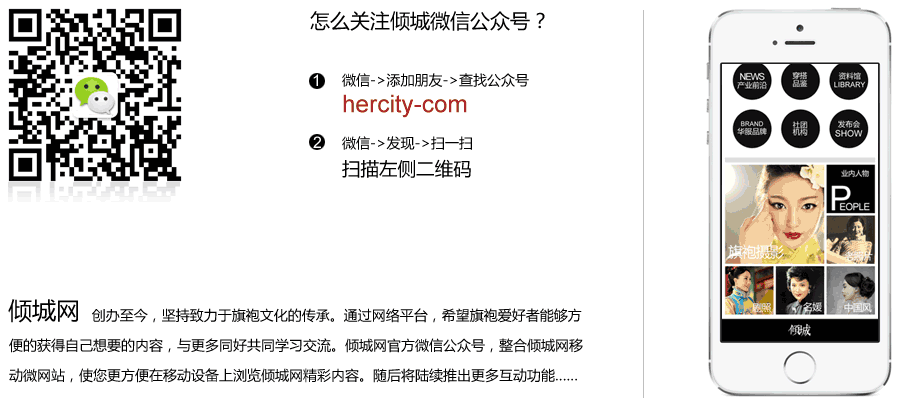 怎么关注倾城微信公众号？
1 微信->添加朋友->查找公众号
hercity-com
2 微信->发现->扫一扫
扫描左侧二维码
倾城网 创办至今，坚持致力于旗袍文化的传承。通过网络平台，希望旗袍爱好者能够方
便的获得自己想要的内容，与更多同好共同学习交流。倾城网官方微信公众号，整合倾城网移
动微网站，使您更方便在移动设备上浏览倾城网精彩内容。随后将陆续推出更多互动功能......
NEWS
产业前沿
穿搭
品鉴
资料馆
LIBRARY
BRAND
华服品牌
社团
机构
发布会
SHOW
业内人物
PEOPLE
旗袍摄影
剧照
名媛
中国风
倾城